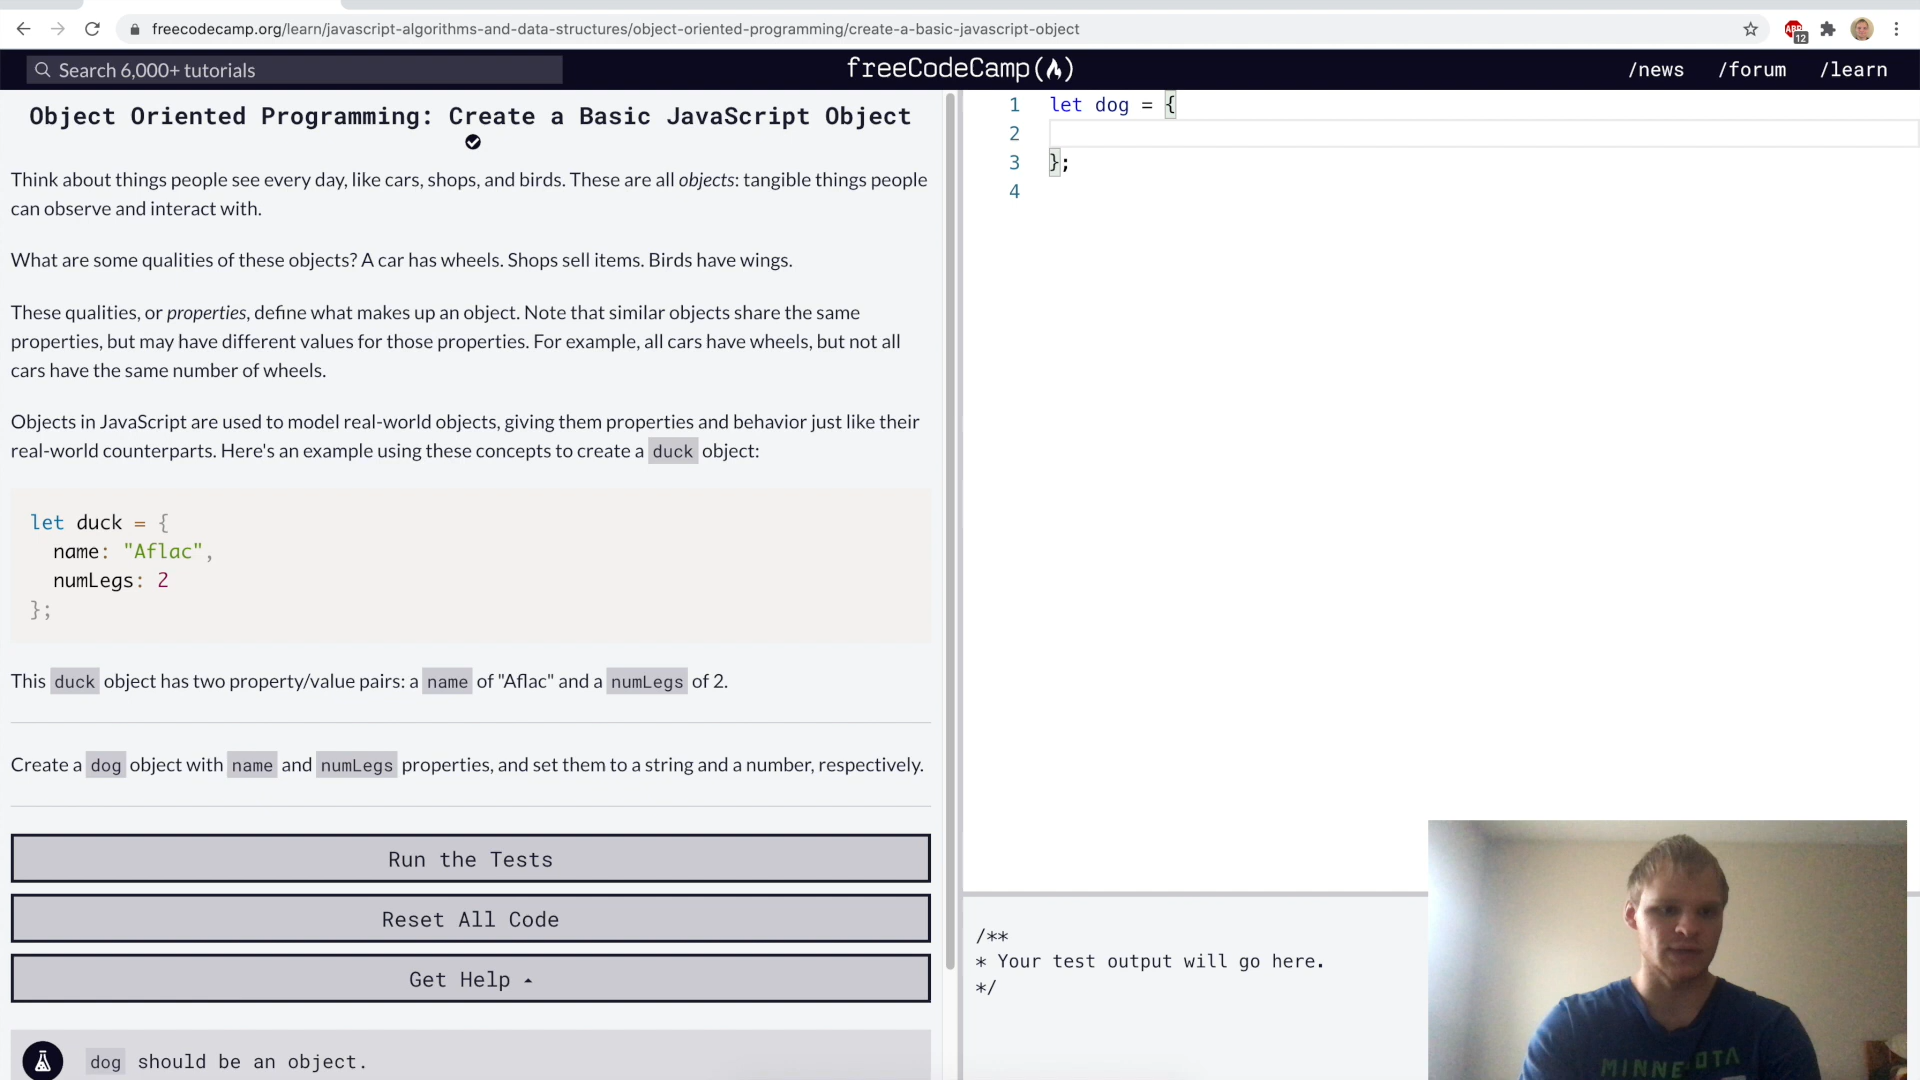 freecodecamp.org/learn/javascript-algorithms-and-data-structures/object-oriented-programming/create-a-basic-javascript-object
ABP
12
Search 6,000+ tutorials
freeCodeCamp
/news
/forum
/learn
Object Oriented Programming: Create a Basic JavaScript Object
Think about things people see every day, like cars, shops, and birds. These are all objects: tangible things people
can observe and interact with.
What are some qualities of these objects? A car has wheels. Shops sell items. Birds have wings.
These qualities, or properties, define what makes up an object. Note that similar objects share the same
properties, but may have different values for those properties. For example, all cars have wheels, but not all
cars have the same number of wheels.
Objects in JavaScript are used to model real-world objects, giving them properties and behavior just like their
real-world counterparts. Here's an example using these concepts to create a duck object:
let duck = {
name: "Aflac",
numLegs: 2
};
This duck object has two property/value pairs: a name of "Aflac" and a numLegs of 2.
Create a dog object with name and numLegs properties, and set them to a string and a number, respectively.
Run the Tests
Reset All Code
Get Help
dog should be an object.
1 let dog = {
2
3 };
4
/**
* Your test output will go here.
*/
MINNESOTA